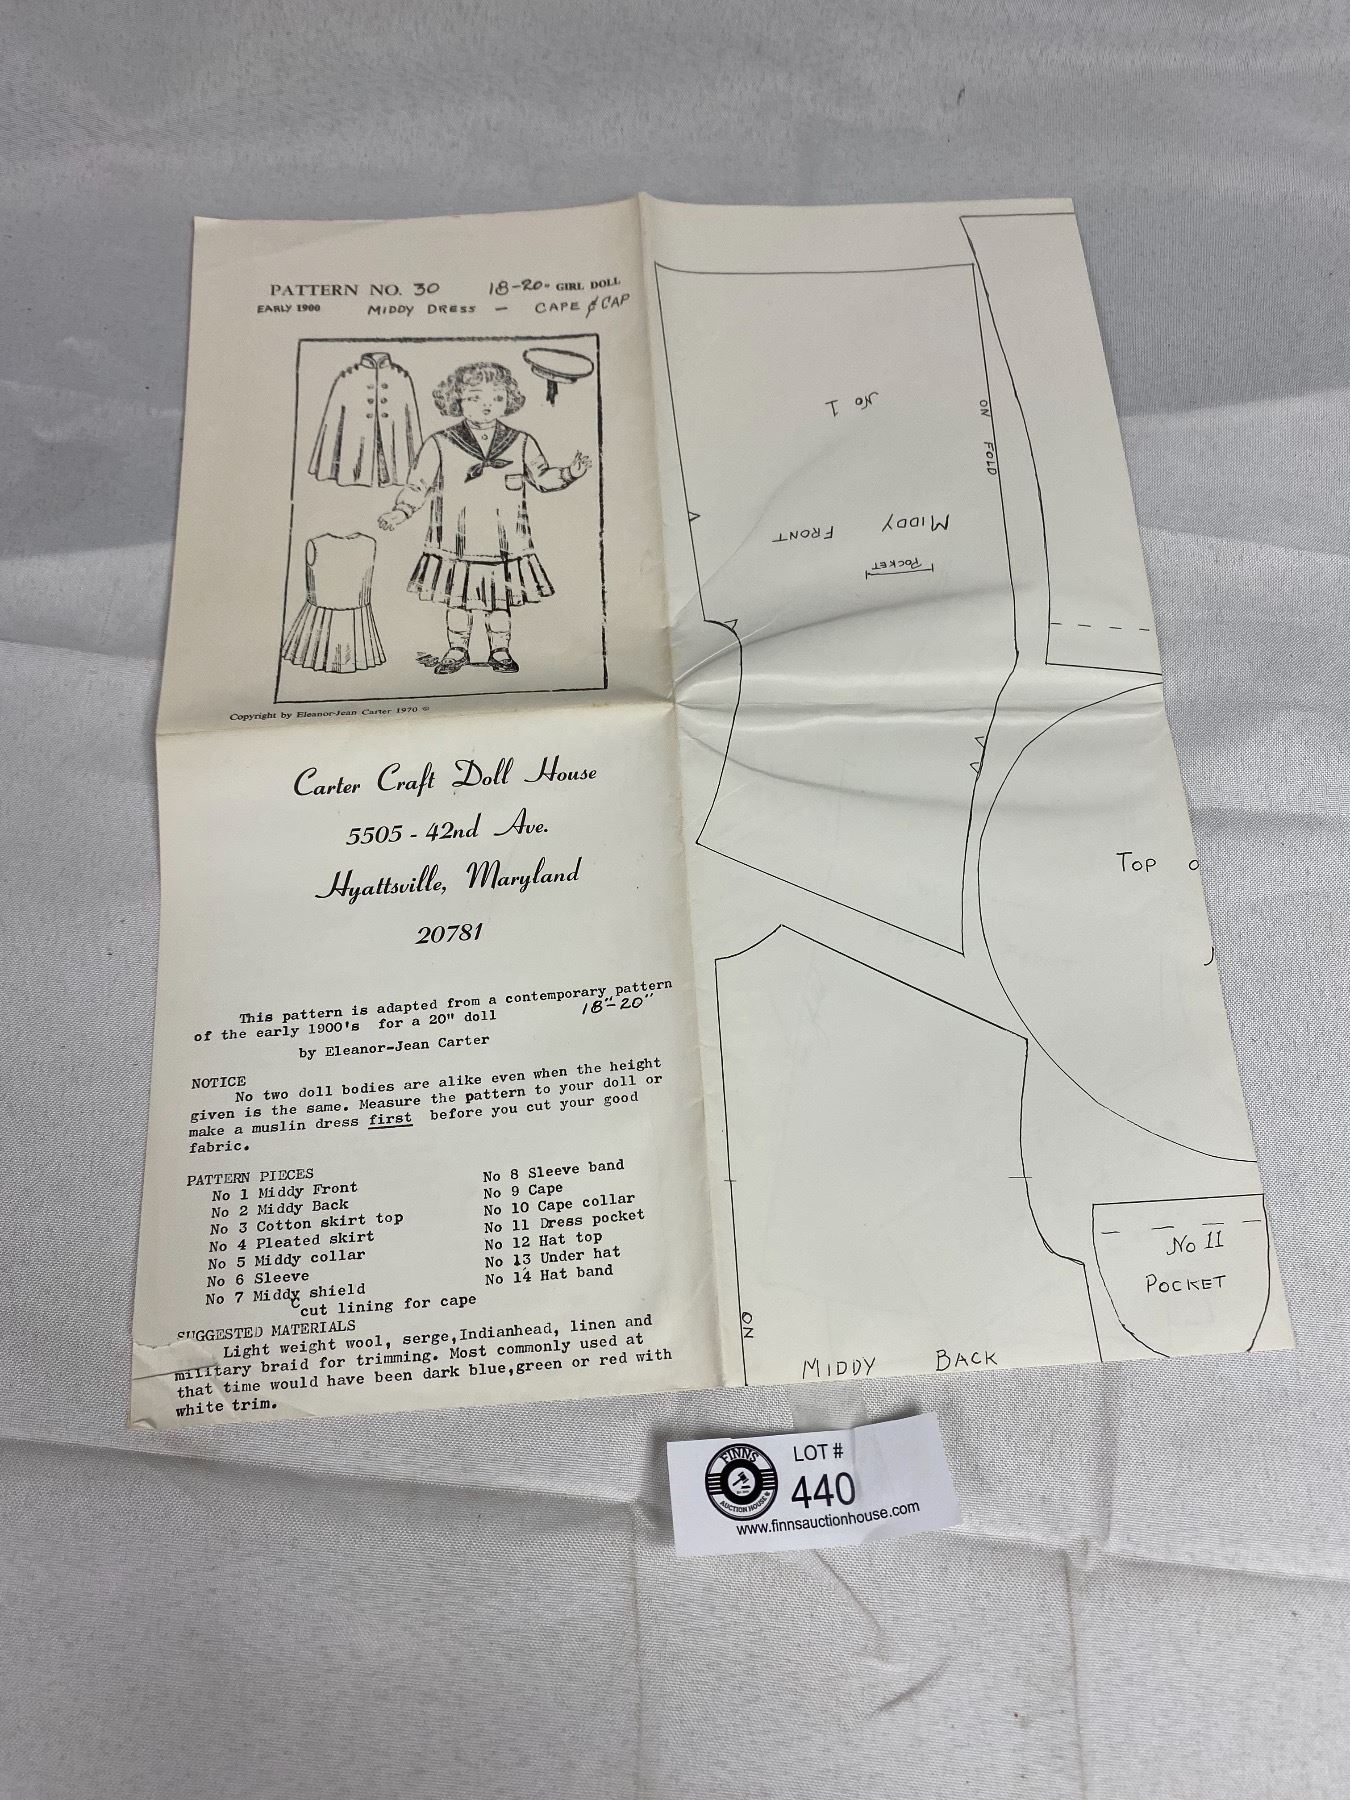 PATTERN NO. 30 18-20" GIRL DOLL
EARLY 1900 MIDDY DRESS - CAPE & CAP
Copyright by Eleanor-Jean Carter 1970 ©
Carter Craft Doll House
5505 - 42nd Ave.
Hyattsville, Maryland
20781
This pattern is adapted from a contemporary pattern
of the early 1900's for a 20" doll 18"-20"
by Eleanor-Jean Carter
NOTICE
No two doll bodies are alike even when the height
given is the same. Measure the pattern to your doll or
make a muslin dress first before you cut your good
fabric.
PATTERN PIECES
No 1 Middy Front
No 2 Middy Back
No 3 Cotton skirt top
No 4 Pleated skirt
No 5 Middy collar
No 6 Sleeve
No 7 Middy shield
No 8 Sleeve band
No 9 Cape
No 10 Cape collar
No 11 Dress pocket
No 12 Hat top
No 13 Under hat
No 14 Hat band
cut lining for cape
SUGGESTED MATERIALS
Light weight wool, serge, Indianhead, linen and
military braid for trimming. Most commonly used at
that time would have been dark blue,green or red with
white trim.
No 1
ON FOLD
MIDDY FRONT
POCKET
TOP O
No 11
POCKET
ON
MIDDY BACK
FINNS
AUCTION HOUSE
LOT #
440
www.finnsauctionhouse.com